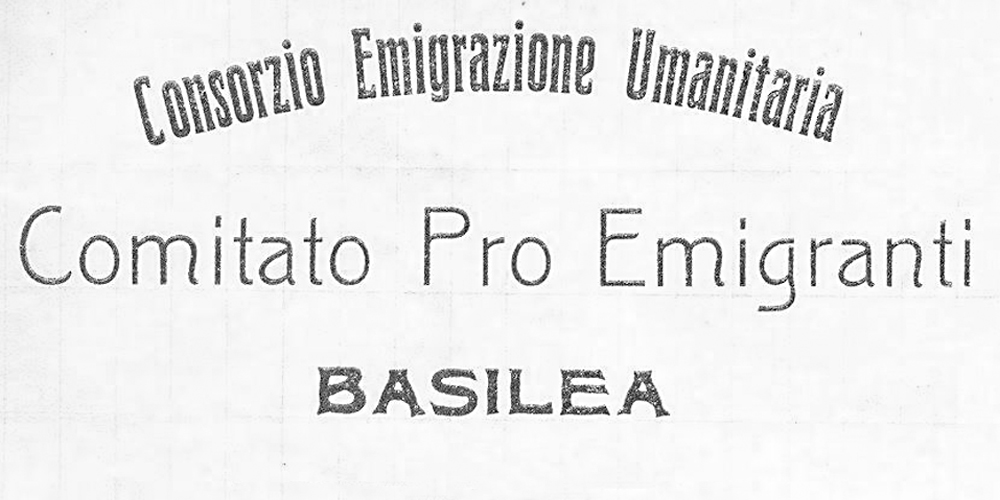 Consorzio Emigrazione Umanitaria
Comitato Pro Emigranti
BASILEA